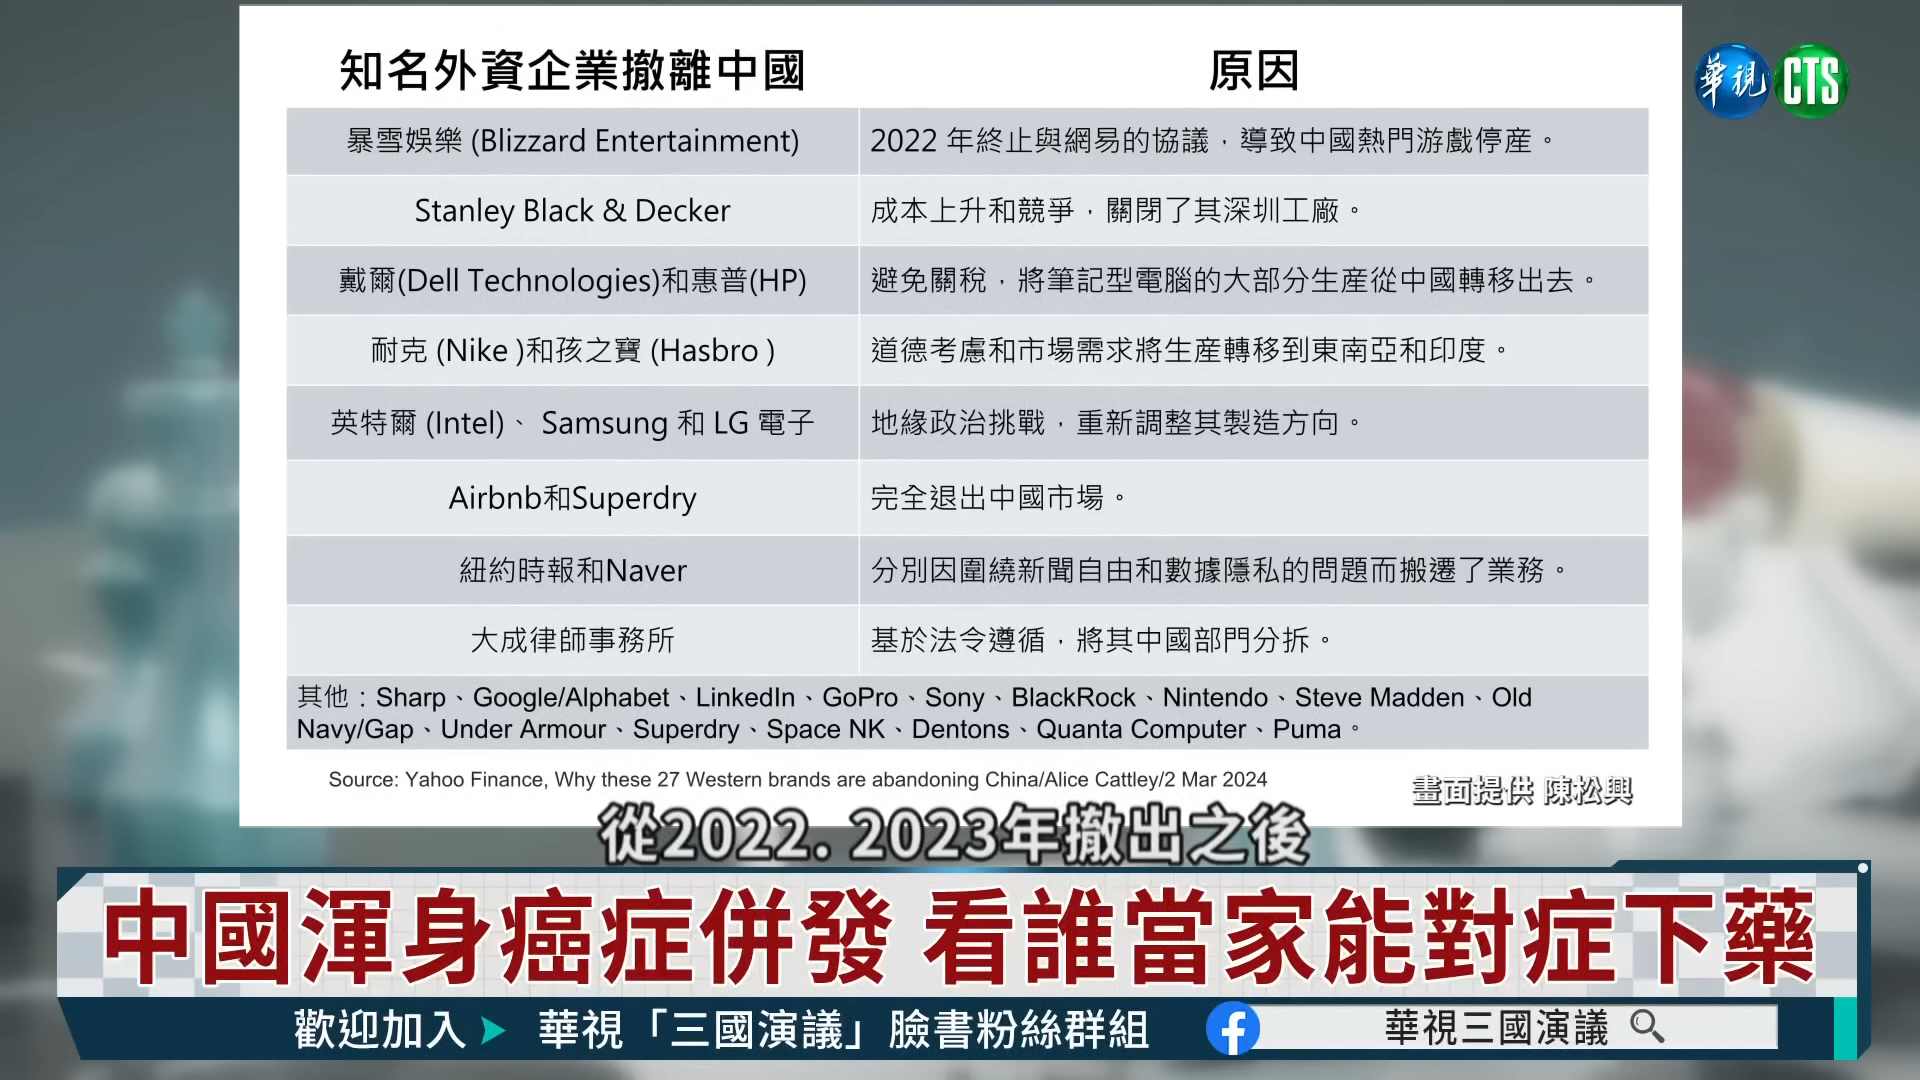 知名外資企業撤離中國
原因
華視 CTS
暴雪娛樂 (Blizzard Entertainment)
2022 年終止與網易的協議，導致中國熱門游戲停産。
Stanley Black & Decker
成本上升和競爭，關閉了其深圳工廠。
戴爾(Dell Technologies)和惠普(HP)
避免關稅，將筆記型電腦的大部分生産從中國轉移出去。
耐克 (Nike )和孩之寶 (Hasbro )
道德考慮和市場需求將生産轉移到東南亞和印度。
英特爾 (Intel)、 Samsung 和 LG 電子
地緣政治挑戰，重新調整其製造方向。
Airbnb和Superdry
完全退出中國市場。
紐約時報和Naver
分別因圍繞新聞自由和數據隱私的問題而搬遷了業務。
大成律師事務所
基於法令遵循，將其中國部門分拆。
其他：Sharp、Google/Alphabet、LinkedIn、GoPro、Sony、BlackRock、Nintendo、Steve Madden、Old
Navy/Gap、Under Armour、Superdry、Space NK、Dentons、Quanta Computer、Puma。
Source: Yahoo Finance, Why these 27 Western brands are abandoning China/Alice Cattley/2 Mar 2024
畫面提供 陳松興
從2022. 2023年撤出之後
中國渾身癌症併發 看誰當家能對症下藥
歡迎加入 華視「三國演議」臉書粉絲群組
華視三國演議